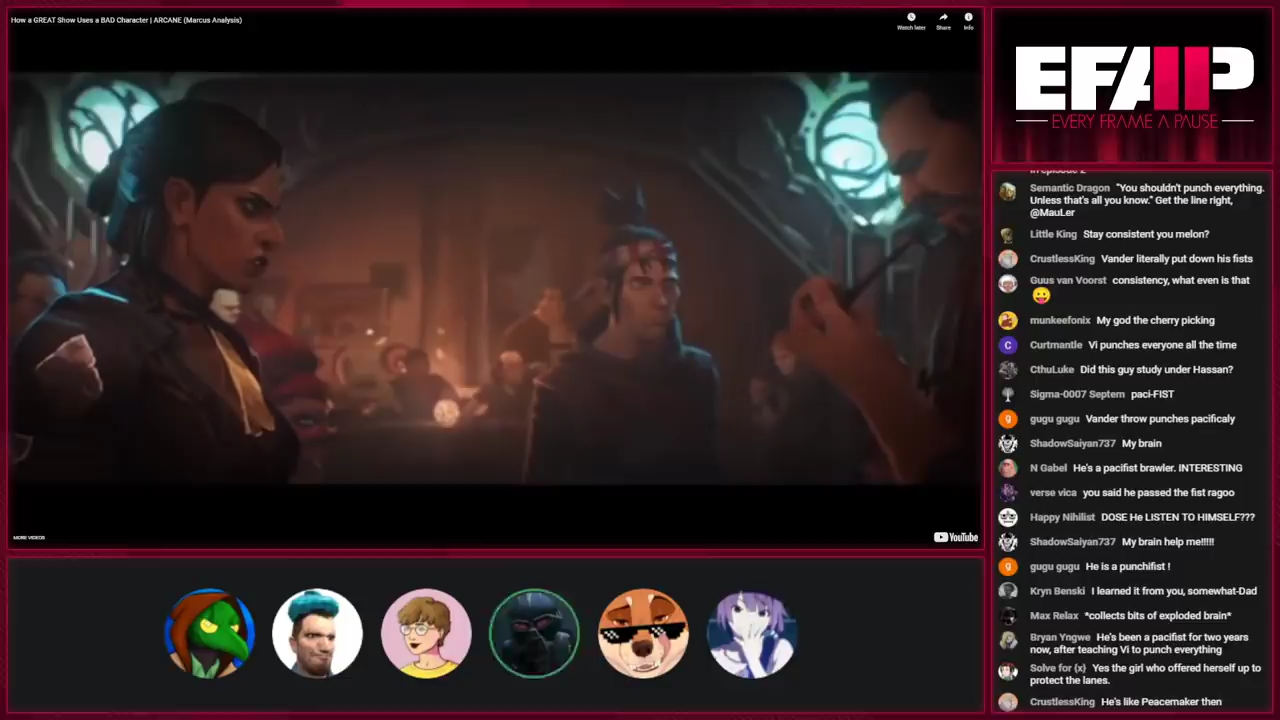 How a GREAT Show Uses a BAD Character | ARCANE (Marcus Analysis)
Watch later
Share
Info
MORE VIDEOS
YouTube
EFAP
EVERY FRAME A PAUSE
in episode 2
Semantic Dragon "You shouldn't punch everything.
Unless that's all you know." Get the line right,
@MauLer
Little King Stay consistent you melon?
CrustlessKing Vander literally put down his fists
Guus van Voorst consistency, what even is that
munkeefonix My god the cherry picking
C
Curtmantle Vi punches everyone all the time
CthuLuke Did this guy study under Hassan?
Sigma-0007 Septem paci-FIST
g
gugu gugu Vander throw punches pacificaly
ShadowSaiyan737 My brain
N Gabel He's a pacifist brawler. INTERESTING
verse vica you said he passed the fist ragoo
Happy Nihilist DOSE He LISTEN TO HIMSELF???
ShadowSaiyan737 My brain help me!!!!!
g
gugu gugu He is a punchifist !
Kryn Benski I learned it from you, somewhat-Dad
Max Relax *collects bits of exploded brain*
Bryan Yngwe He's been a pacifist for two years
now, after teaching Vi to punch everything
Solve for {x} Yes the girl who offered herself up to
protect the lanes.
CrustlessKing He's like Peacemaker then